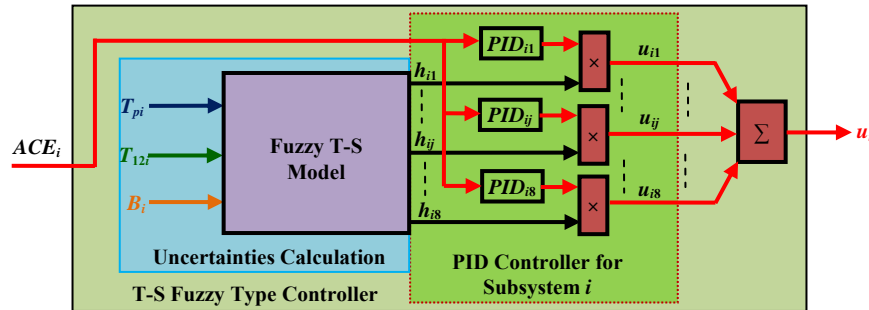 ACE_i
T_pi
T_12i
B_i
Fuzzy T-S
Model
Uncertainties Calculation
T-S Fuzzy Type Controller
h_i1
h_ij
h_i8
PID_i1
PID_ij
PID_i8
×
×
×
u_i1
u_ij
u_i8
PID Controller for
Subsystem i
Σ
u